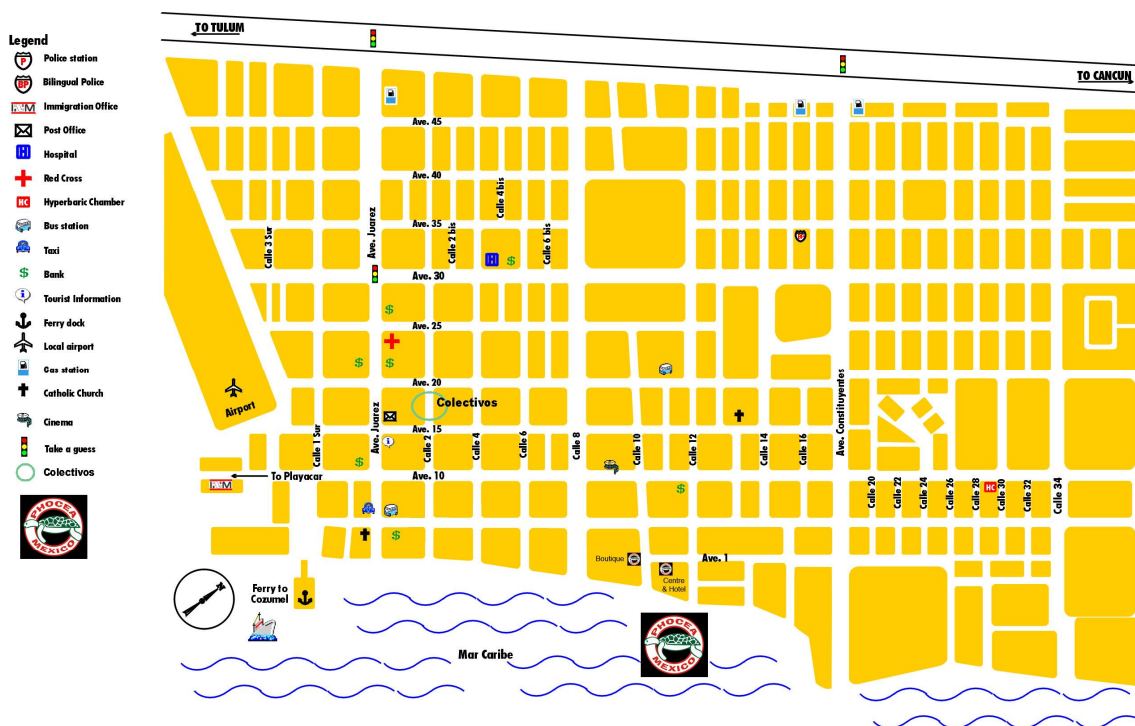 TO TULUM
TO CANCUN
Legend
P
Police station
BP
Bilingual Police
Immigration Office
Post Office
H
Hospital
Red Cross
HC
Hyperbaric Chamber
Bus station
Taxi
$
Bank
i
Tourist Information
Ferry dock
Local airport
Gas station
Catholic Church
Cinema
Take a guess
Colectivos
PHOCEA
MEXICO
Ave. 45
Ave. 40
Calle 4 bis
Ave. 35
Calle 3 Sur
Ave. Juarez
Calle 2 bis
Calle 6 bis
BP
H
$
Ave. 30
$
Ave. 25
$
$
Ave. 20
Airport
Colectivos
Ave. Constituyentes
Ave. 15
Calle 1 Sur
Ave. Juarez
i
Calle 2
Calle 4
Calle 6
Calle 8
Calle 10
Calle 12
Calle 14
Calle 16
$
Ave. 10
To Playacar
$
Calle 20
Calle 22
Calle 24
Calle 26
Calle 28
HC
Calle 30
Calle 32
Calle 34
$
Ave. 1
Boutique
Centre
& Hotel
Ferry to
Cozumel
Mar Caribe
PHOCEA
MEXICO